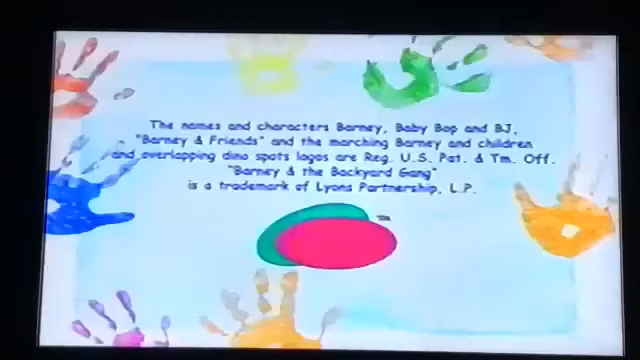 The names and characters Barney, Baby Bop and BJ,
"Barney & Friends" and the marching Barney and children
and overlapping dino spots logos are Reg. U.S. Pat. & Tm. Off.
"Barney & the Backyard Gang"
is a trademark of Lyons Partnership, L.P.
TM